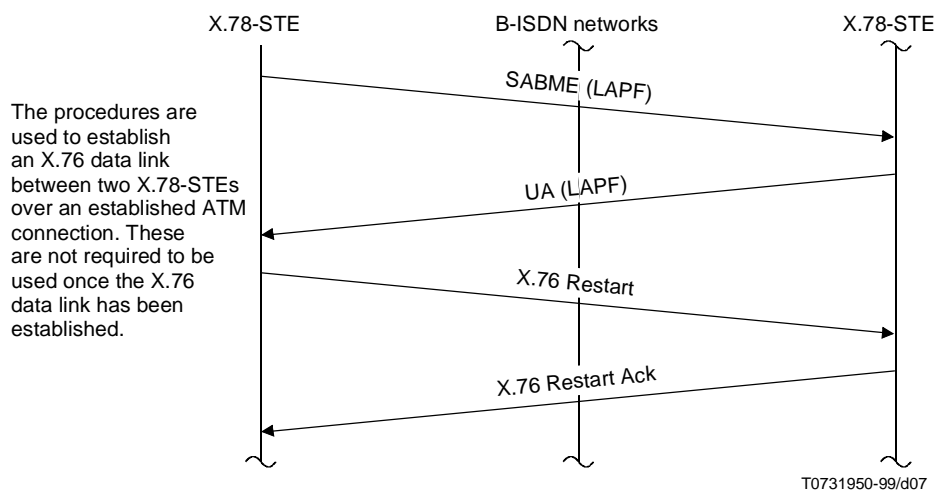 X.78-STE
B-ISDN networks
X.78-STE
SABME (LAPF)
The procedures are
used to establish
an X.76 data link
between two X.78-STEs
over an established ATM
connection. These
are not required to be
used once the X.76
data link has been
established.
UA (LAPF)
X.76 Restart
X.76 Restart Ack
T0731950-99/d07